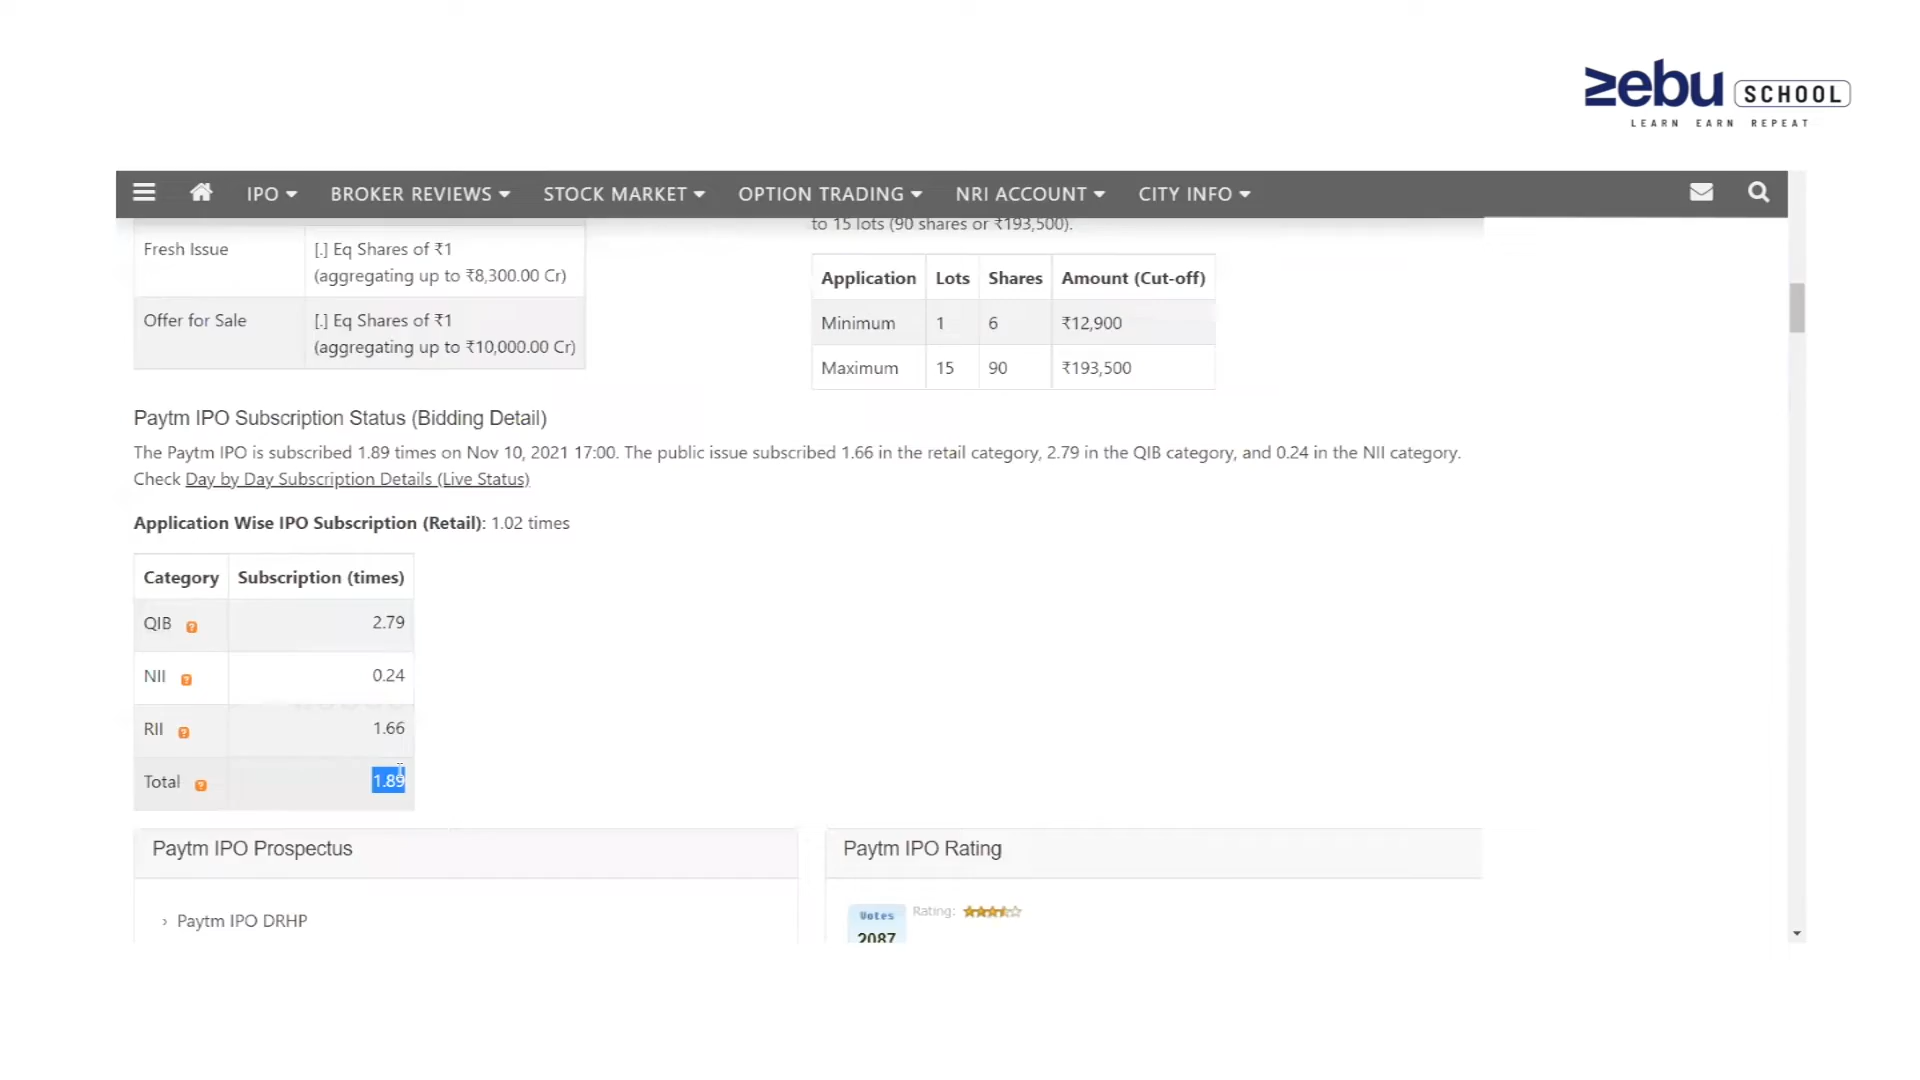 zebu SCHOOL
LEARN EARN REPEAT
IPO BROKER REVIEWS STOCK MARKET OPTION TRADING NRI ACCOUNT CITY INFO
to 15 lots (90 shares or ₹193,500).
Fresh Issue [.] Eq Shares of ₹1
(aggregating up to ₹8,300.00 Cr)
Offer for Sale [.] Eq Shares of ₹1
(aggregating up to ₹10,000.00 Cr)
Application Lots Shares Amount (Cut-off)
Minimum 1 6 ₹12,900
Maximum 15 90 ₹193,500
Paytm IPO Subscription Status (Bidding Detail)
The Paytm IPO is subscribed 1.89 times on Nov 10, 2021 17:00. The public issue subscribed 1.66 in the retail category, 2.79 in the QIB category, and 0.24 in the NII category.
Check Day by Day Subscription Details (Live Status)
Application Wise IPO Subscription (Retail): 1.02 times
Category Subscription (times)
QIB ? 2.79
NII ? 0.24
RII ? 1.66
Total ? 1.89
Paytm IPO Prospectus
› Paytm IPO DRHP
Paytm IPO Rating
Votes
2087
Rating: